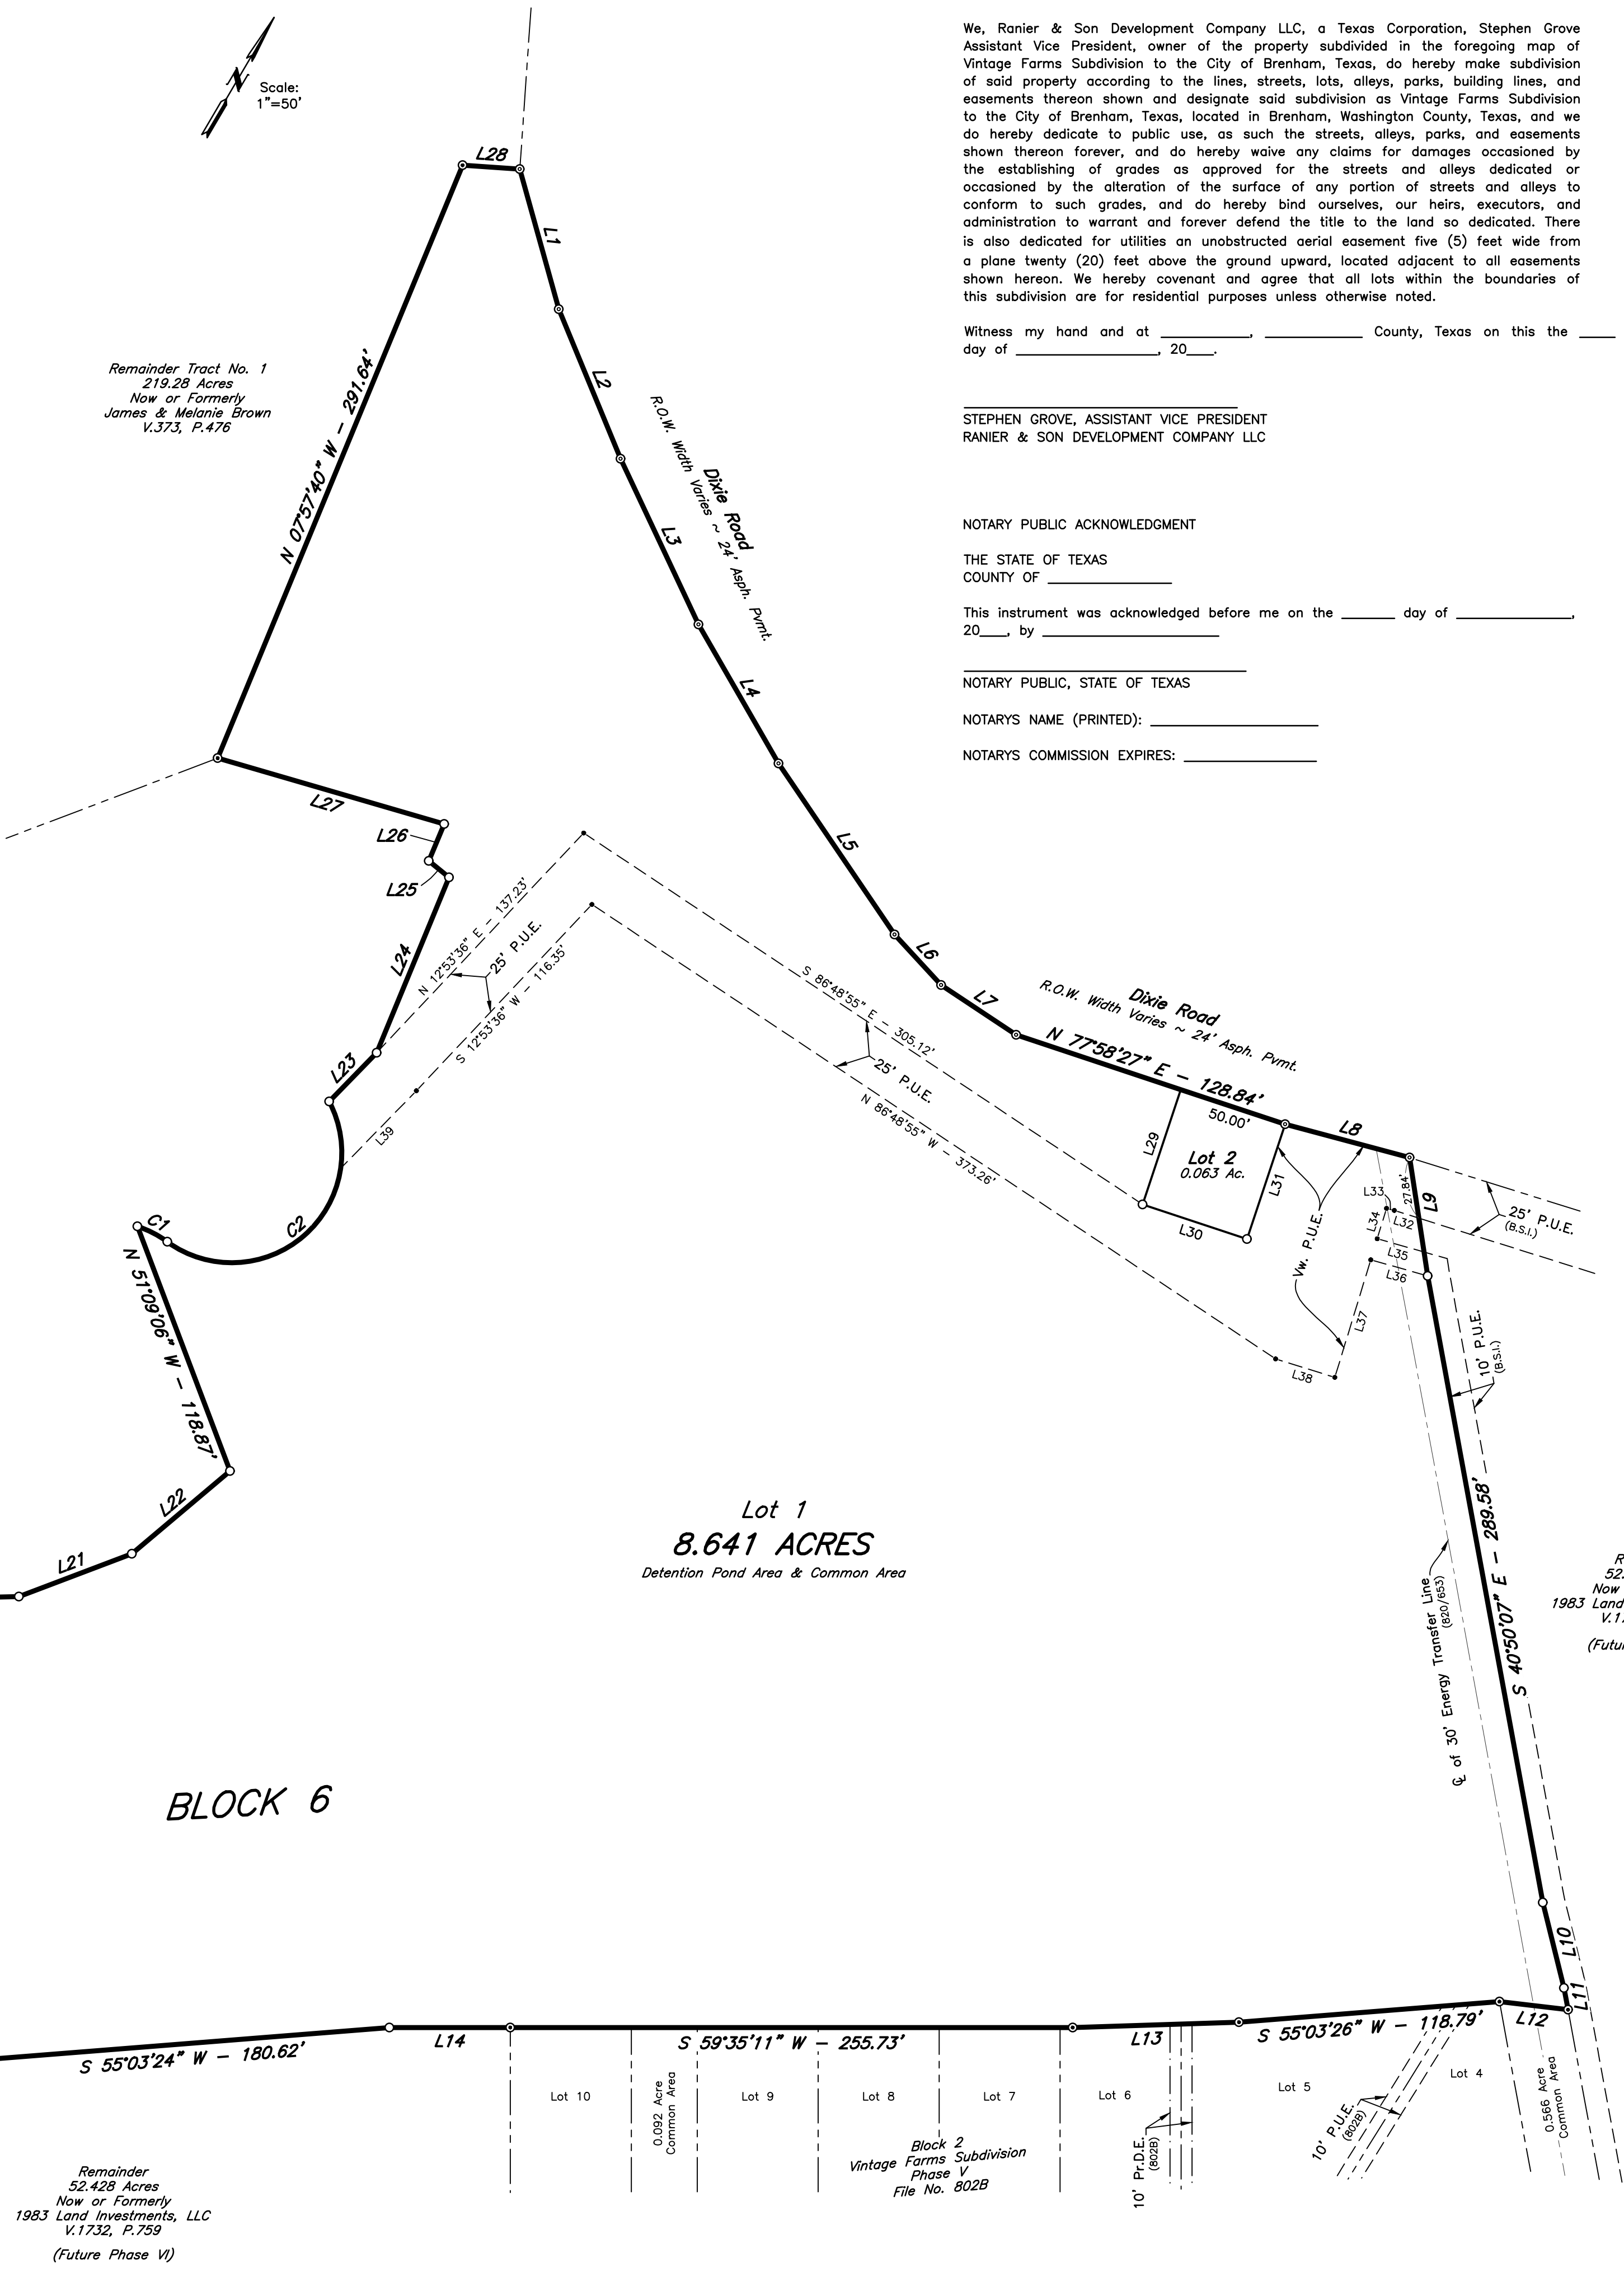 We, Ranier & Son Development Company LLC, a Texas Corporation, Stephen Grove
Assistant Vice President, owner of the property subdivided in the foregoing map of
Vintage Farms Subdivision to the City of Brenham, Texas, do hereby make subdivision
of said property according to the lines, streets, lots, alleys, parks, building lines, and
easements thereon shown and designate said subdivision as Vintage Farms Subdivision
to the City of Brenham, Texas, located in Brenham, Washington County, Texas, and we
do hereby dedicate to public use, as such the streets, alleys, parks, and easements
shown thereon forever, and do hereby waive any claims for damages occasioned by
the establishing of grades as approved for the streets and alleys dedicated or
occasioned by the alteration of the surface of any portion of streets and alleys to
conform to such grades, and do hereby bind ourselves, our heirs, executors, and
administration to warrant and forever defend the title to the land so dedicated. There
is also dedicated for utilities an unobstructed aerial easement five (5) feet wide from
a plane twenty (20) feet above the ground upward, located adjacent to all easements
shown hereon. We hereby covenant and agree that all lots within the boundaries of
this subdivision are for residential purposes unless otherwise noted.
Witness my hand and at __________, ___________ County, Texas on this the ____
day of ________________, 20___.
STEPHEN GROVE, ASSISTANT VICE PRESIDENT
RANIER & SON DEVELOPMENT COMPANY LLC
NOTARY PUBLIC ACKNOWLEDGMENT
THE STATE OF TEXAS
COUNTY OF ______________
This instrument was acknowledged before me on the ______ day of _____________,
20___, by ____________________
NOTARY PUBLIC, STATE OF TEXAS
NOTARYS NAME (PRINTED): ___________________
NOTARYS COMMISSION EXPIRES: _______________
N
Scale:
1"=50'
L28
L1
L2
L3
L4
L5
L6
L7
Remainder Tract No. 1
219.28 Acres
Now or Formerly
James & Melanie Brown
V.373, P.476
N 07°57'40" W - 291.64'
Dixie Road
R.O.W. Width Varies ~ 24' Asph. Pvmt.
L27
L26
L25
L24
L23
N 12°53'36" E - 137.23'
25' P.U.E.
S 12°53'36" W - 116.35'
L39
S 86°48'55" E - 305.12'
25' P.U.E.
N 86°48'55" W - 373.26'
Dixie Road
R.O.W. Width Varies ~ 24' Asph. Pvmt.
N 77°58'27" E - 128.84'
50.00'
L29
Lot 2
0.063 Ac.
L31
L30
L8
Vw. P.U.E.
L33
27.84'
L9
L34
L32
L35
L36
L37
L38
25' P.U.E.
(B.S.I.)
10' P.U.E.
(B.S.I.)
C1
C2
N 51°09'06" W - 118.87'
L22
L21
Lot 1
8.641 ACRES
Detention Pond Area & Common Area
S 40°50'07" E - 289.58'
℄ of 30' Energy Transfer Line
(820/653)
R
52.
Now
1983 Land
V.1
(Futu
BLOCK 6
L10
L11
L12
S 55°03'26" W - 118.79'
L13
S 59°35'11" W - 255.73'
L14
S 55°03'24" W - 180.62'
Lot 10
0.092 Acre
Common Area
Lot 9
Lot 8
Lot 7
Lot 6
Lot 5
Lot 4
0.566 Acre
Common Area
10' Pr.D.E.
(802B)
10' P.U.E.
(802B)
Block 2
Vintage Farms Subdivision
Phase V
File No. 802B
Remainder
52.428 Acres
Now or Formerly
1983 Land Investments, LLC
V.1732, P.759
(Future Phase VI)